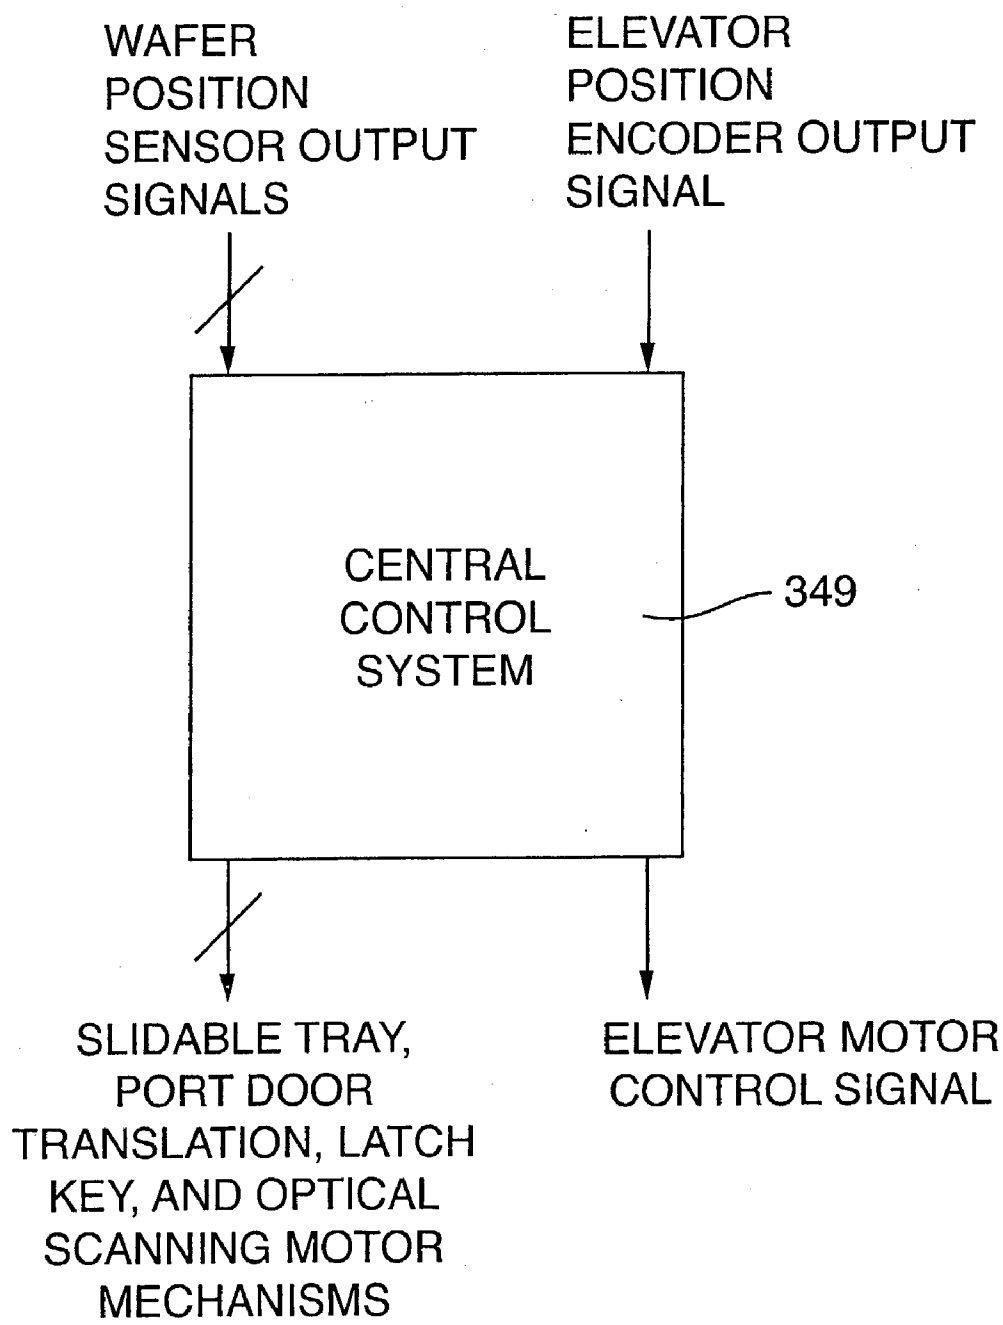 WAFER
POSITION
SENSOR OUTPUT
SIGNALS
ELEVATOR
POSITION
ENCODER OUTPUT
SIGNAL
CENTRAL
CONTROL
SYSTEM
349
SLIDABLE TRAY,
PORT DOOR
TRANSLATION, LATCH
KEY, AND OPTICAL
SCANNING MOTOR
MECHANISMS
ELEVATOR MOTOR
CONTROL SIGNAL